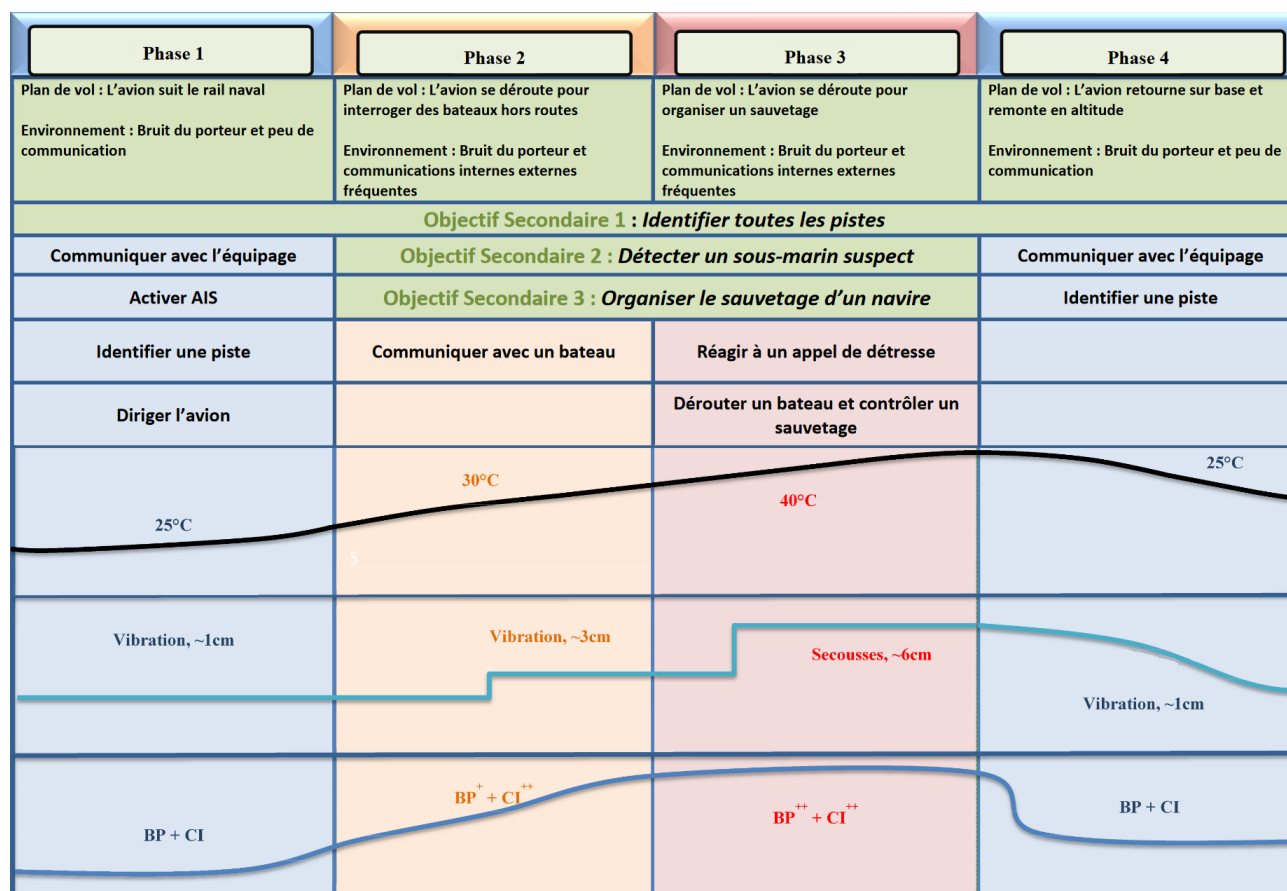 Phase 1
Phase 2
Phase 3
Phase 4
Plan de vol : L'avion suit le rail naval
Environnement : Bruit du porteur et peu de
communication
Plan de vol : L'avion se déroute pour
interroger des bateaux hors routes
Environnement : Bruit du porteur et
communications internes externes
fréquentes
Plan de vol : L'avion se déroute pour
organiser un sauvetage
Environnement : Bruit du porteur et
communications internes externes
fréquentes
Plan de vol : L'avion retourne sur base et
remonte en altitude
Environnement : Bruit du porteur et peu de
communication
Objectif Secondaire 1 : Identifier toutes les pistes
Communiquer avec l'équipage
Objectif Secondaire 2 : Détecter un sous-marin suspect
Communiquer avec l'équipage
Activer AIS
Objectif Secondaire 3 : Organiser le sauvetage d'un navire
Identifier une piste
Identifier une piste
Communiquer avec un bateau
Réagir à un appel de détresse
Diriger l'avion
Dérouter un bateau et contrôler un
sauvetage
25°C
30°C
40°C
25°C
$
Vibration, ~1cm
Vibration, ~3cm
Secousses, ~6cm
Vibration, ~1cm
BP + CI
BP⁺ + CI⁺⁺
BP⁺⁺ + CI⁺⁺
BP + CI